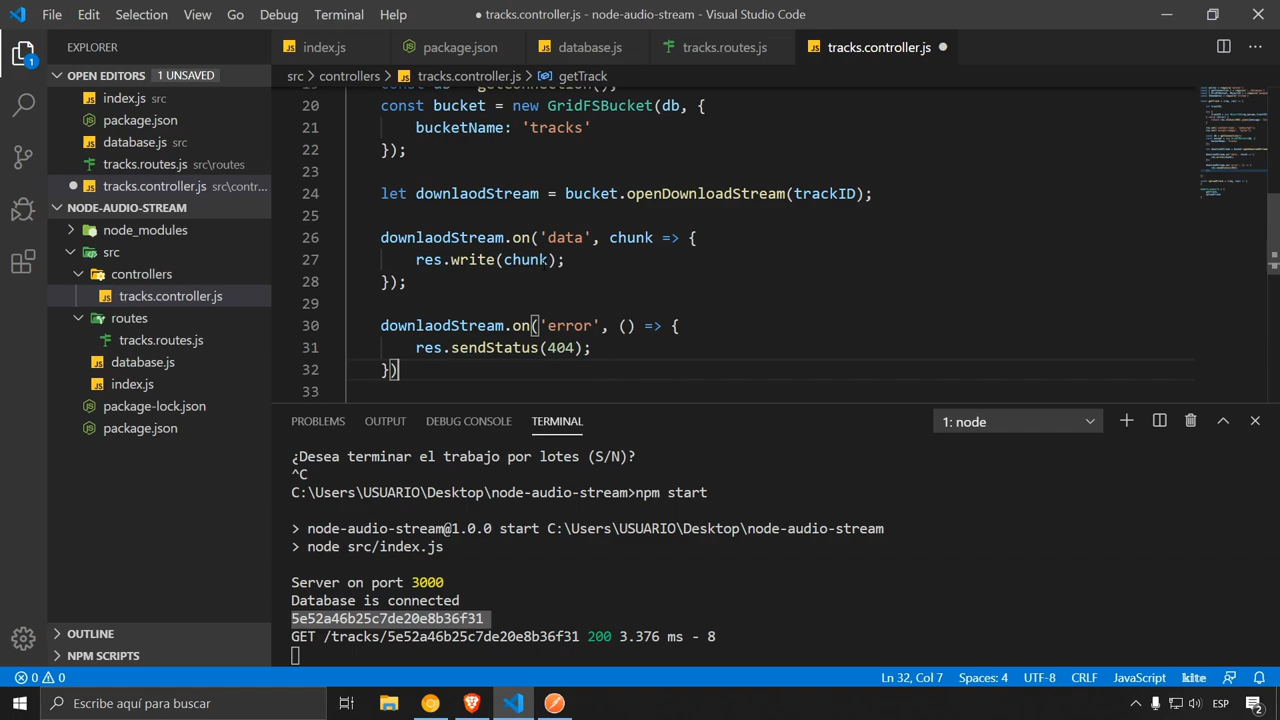 File Edit Selection View Go Debug Terminal Help ● tracks.controller.js - node-audio-stream - Visual Studio Code
EXPLORER
OPEN EDITORS 1 UNSAVED
index.js src
package.json
database.js src
tracks.routes.js src\routes
tracks.controller.js src\contr...
NODE-AUDIO-STREAM
node_modules
src
controllers
tracks.controller.js
routes
tracks.routes.js
database.js
index.js
package-lock.json
package.json
OUTLINE
NPM SCRIPTS
index.js package.json database.js tracks.routes.js tracks.controller.js
src > controllers > tracks.controller.js > getTrack
19 const db = getConnection();
20 const bucket = new GridFSBucket(db, {
21 bucketName: 'tracks'
22 });
23
24 let downlaodStream = bucket.openDownloadStream(trackID);
25
26 downlaodStream.on('data', chunk => {
27 res.write(chunk);
28 });
29
30 downlaodStream.on('error', () => {
31 res.sendStatus(404);
32 })
33
PROBLEMS OUTPUT DEBUG CONSOLE TERMINAL 1: node
¿Desea terminar el trabajo por lotes (S/N)?
^C
C:\Users\USUARIO\Desktop\node-audio-stream>npm start
> node-audio-stream@1.0.0 start C:\Users\USUARIO\Desktop\node-audio-stream
> node src/index.js
Server on port 3000
Database is connected
5e52a46b25c7de20e8b36f31
GET /tracks/5e52a46b25c7de20e8b36f31 200 3.376 ms - 8
0 0 Ln 32, Col 7 Spaces: 4 UTF-8 CRLF JavaScript kite
Escribe aquí para buscar ESP 2